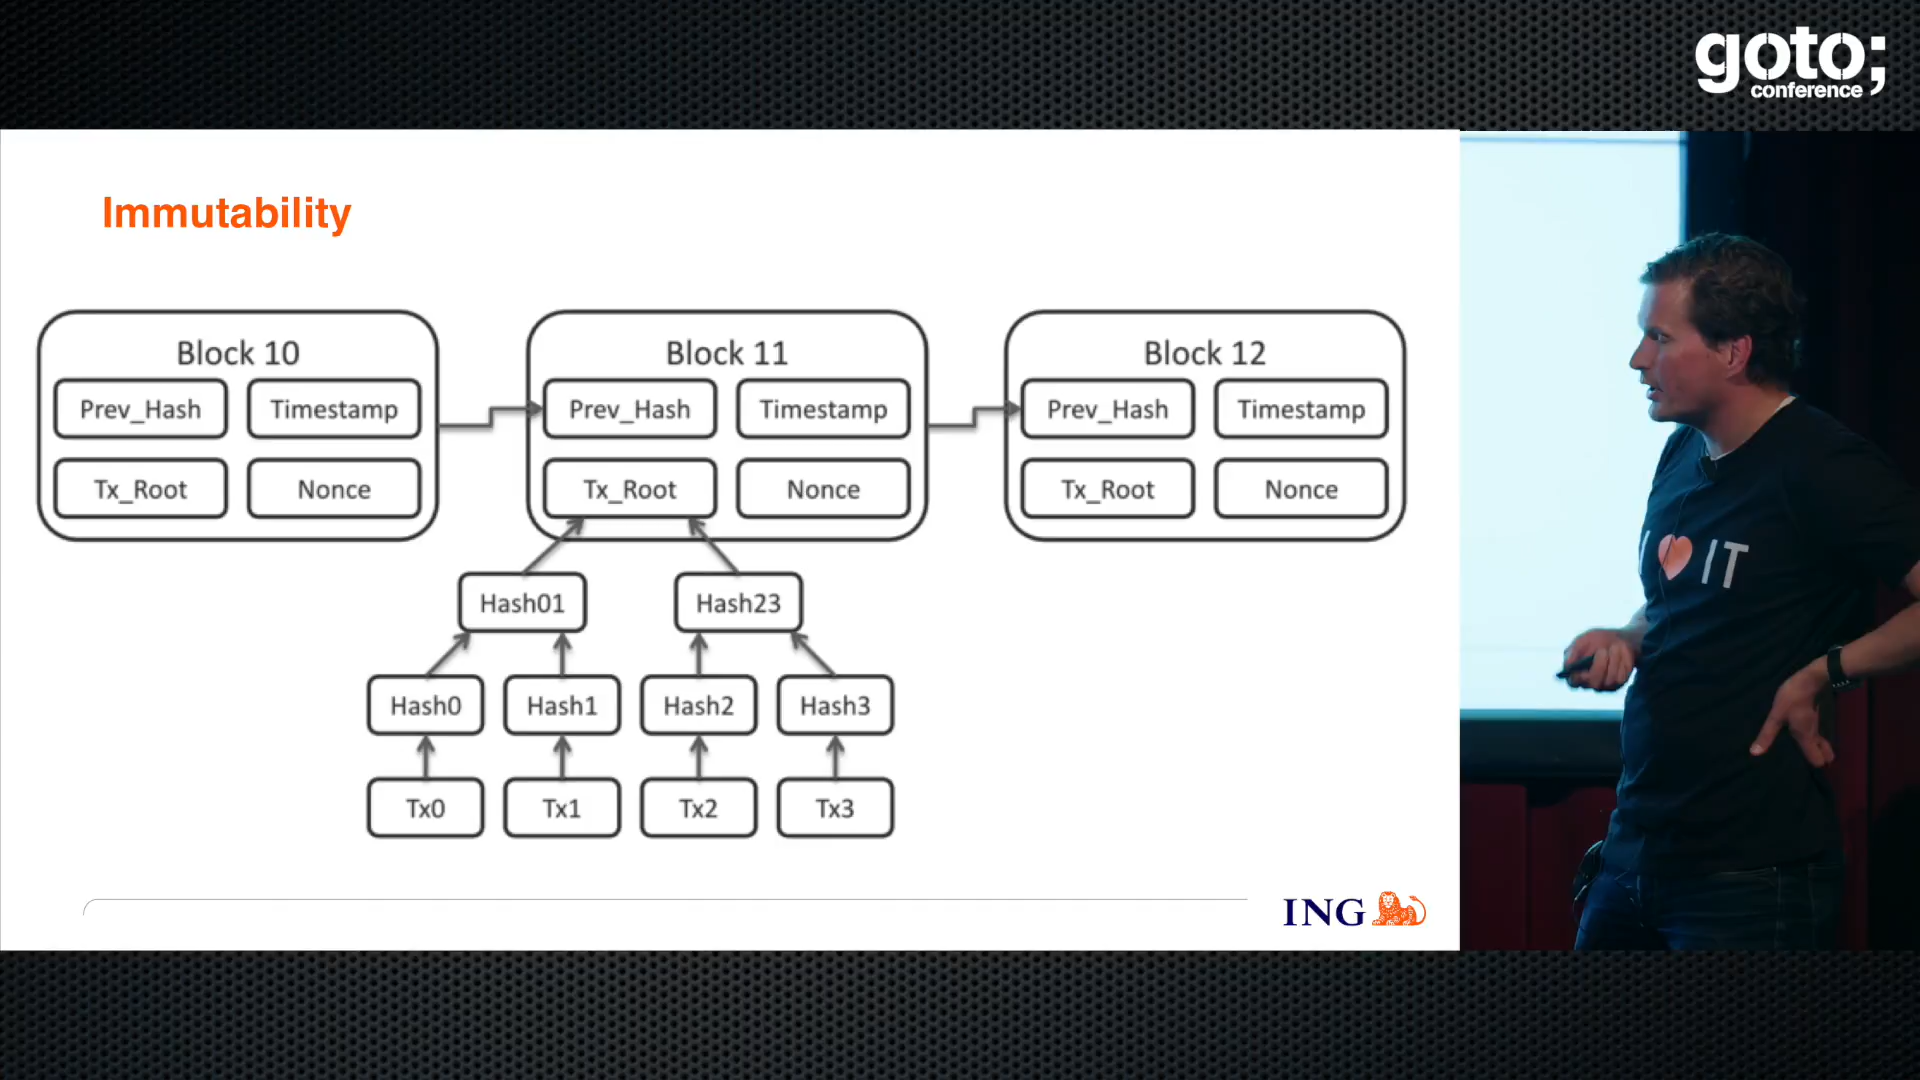 goto;
conference
Immutability
Block 10
Prev_Hash
Timestamp
Tx_Root
Nonce
Block 11
Prev_Hash
Timestamp
Tx_Root
Nonce
Block 12
Prev_Hash
Timestamp
Tx_Root
Nonce
Hash01
Hash23
Hash0
Hash1
Hash2
Hash3
Tx0
Tx1
Tx2
Tx3
ING
I ❤ IT